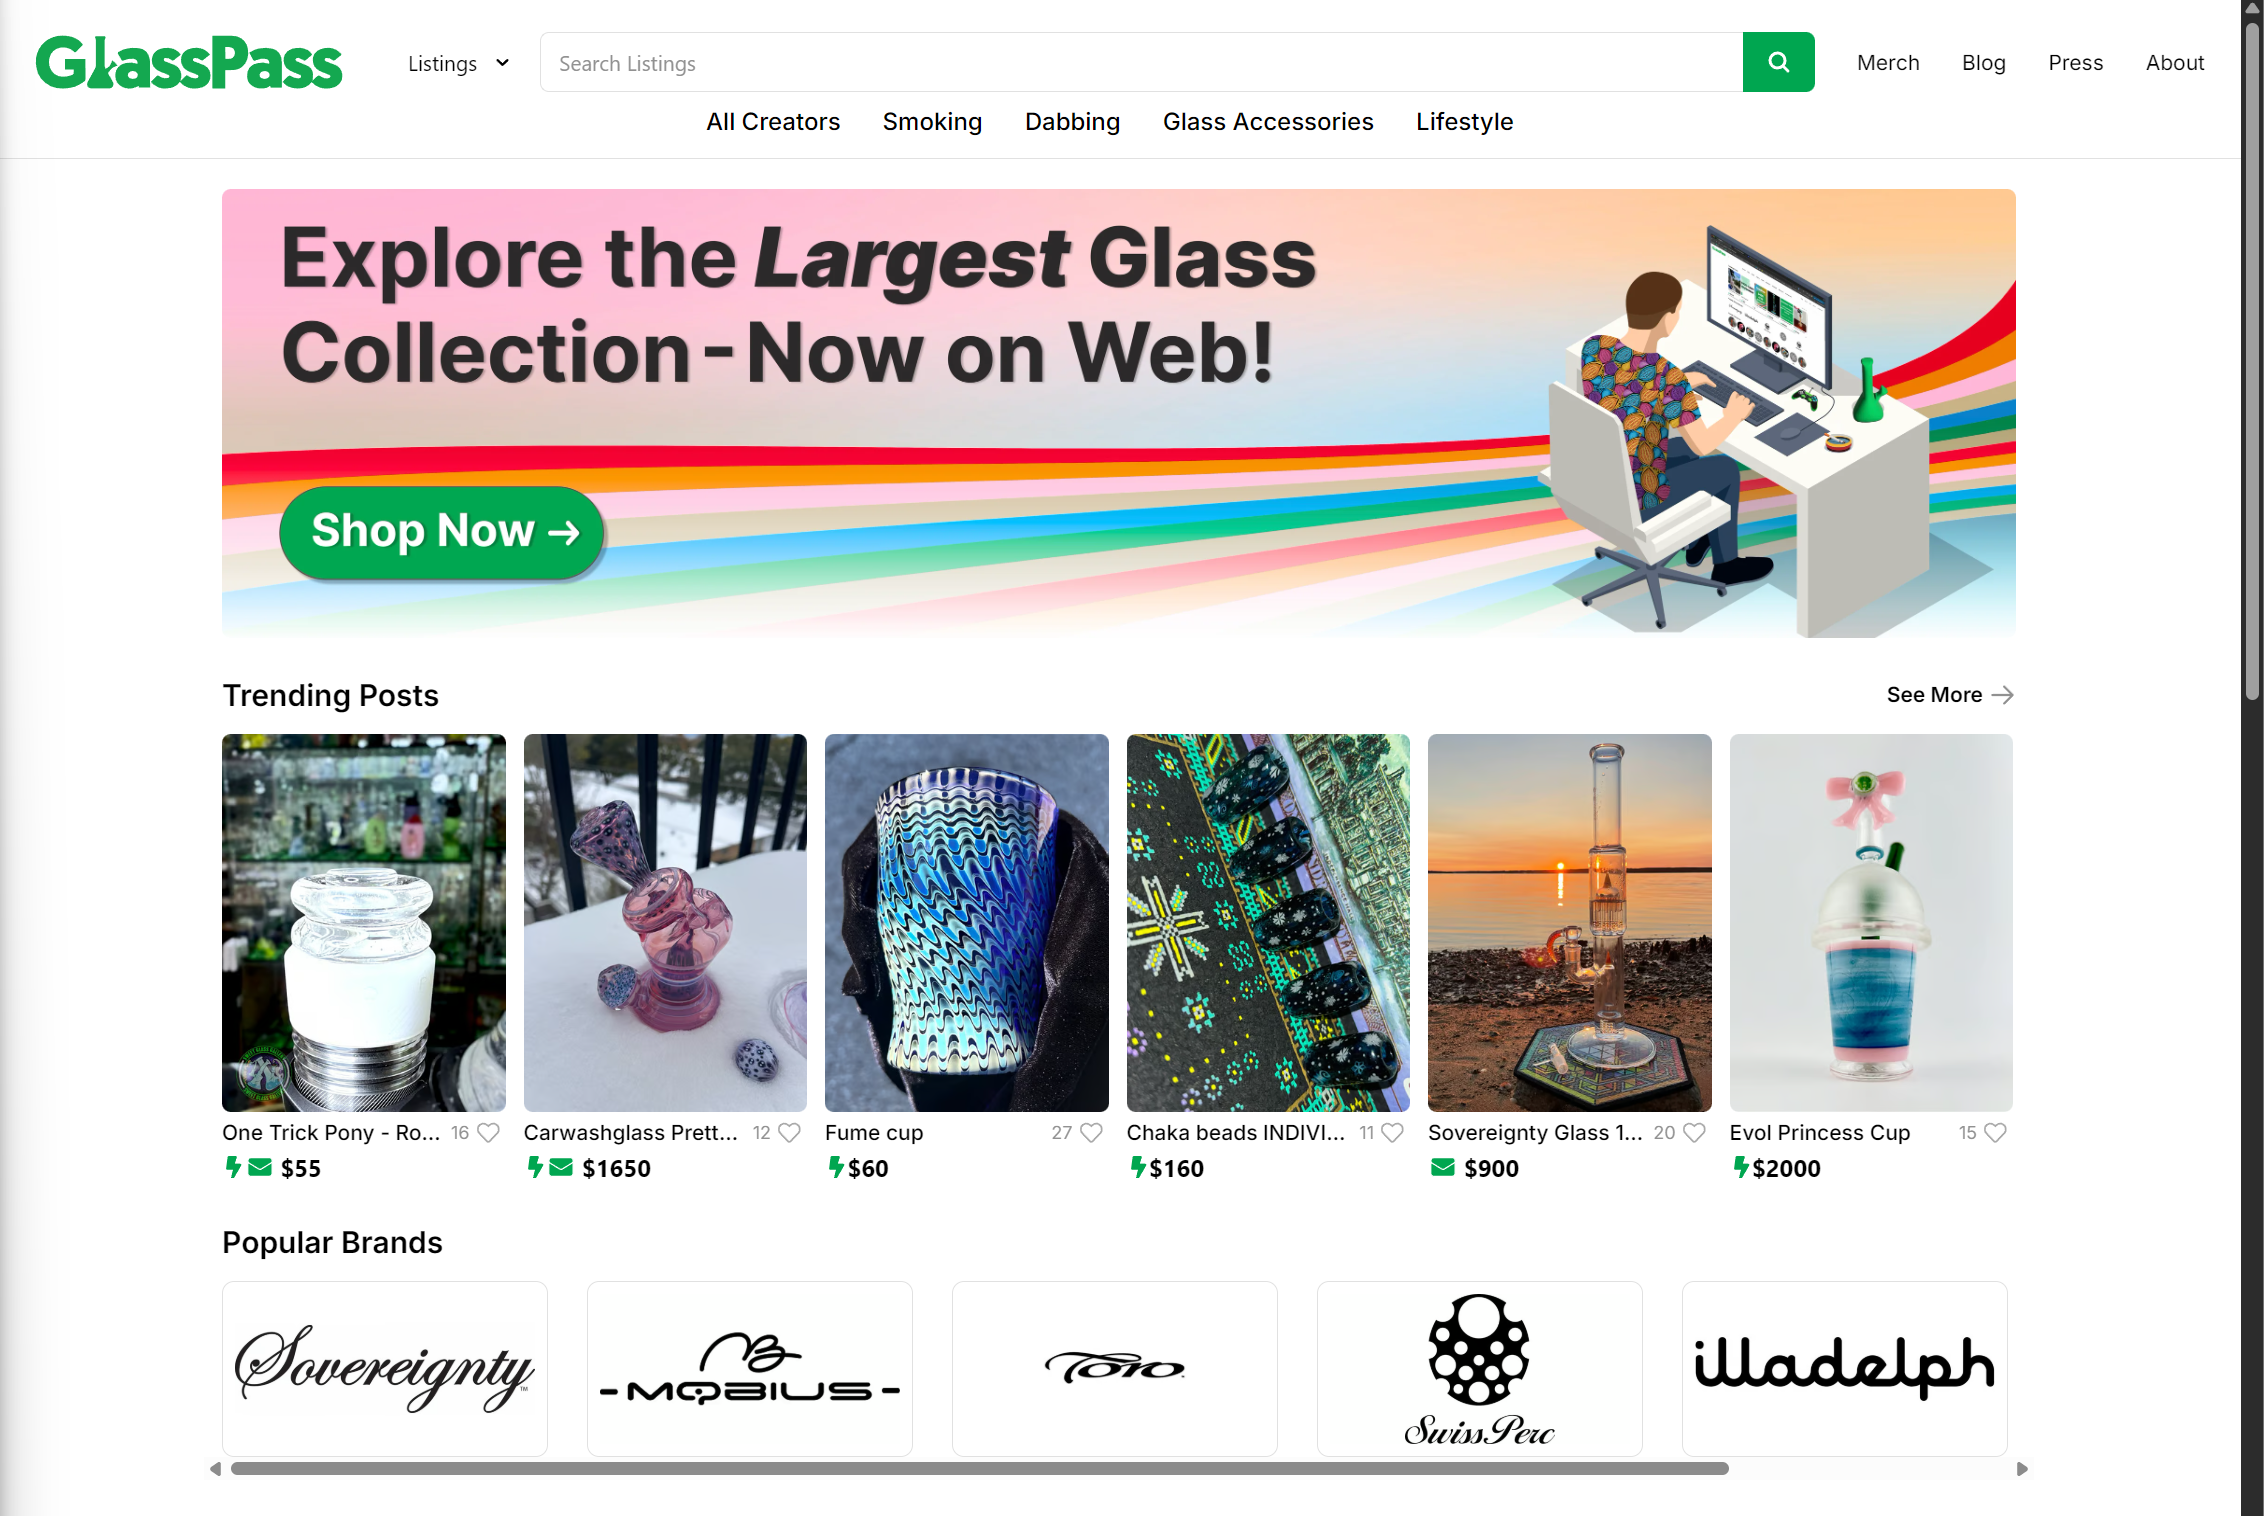 GlassPass
Listings
Search Listings
Merch
Blog
Press
About
All Creators
Smoking
Dabbing
Glass Accessories
Lifestyle
Explore the Largest Glass
Collection - Now on Web!
Shop Now →
Trending Posts
See More →
One Trick Pony - Ro... 16
$55
Carwashglass Prett... 12
$1650
Fume cup 27
$60
Chaka beads INDIVI... 11
$160
Sovereignty Glass 1... 20
$900
Evol Princess Cup 15
$2000
Popular Brands
Sovereignty™
-MOBIUS-
Toro
SwissPerc
illadelph